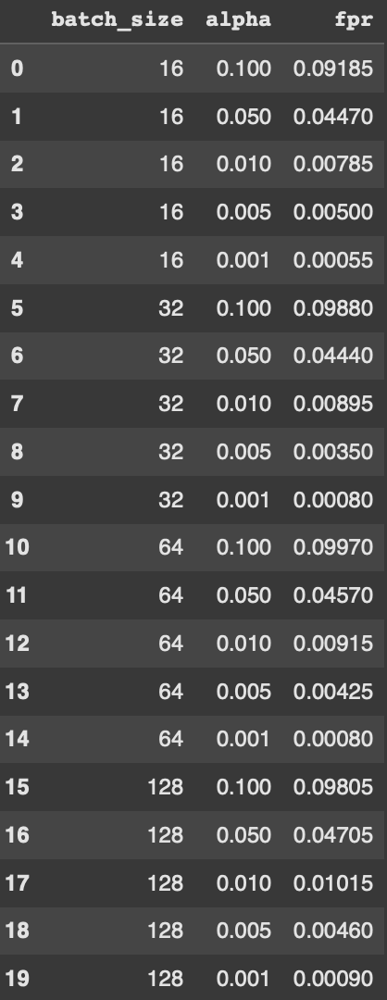 batch_size alpha fpr
0 16 0.100 0.09185
1 16 0.050 0.04470
2 16 0.010 0.00785
3 16 0.005 0.00500
4 16 0.001 0.00055
5 32 0.100 0.09880
6 32 0.050 0.04440
7 32 0.010 0.00895
8 32 0.005 0.00350
9 32 0.001 0.00080
10 64 0.100 0.09970
11 64 0.050 0.04570
12 64 0.010 0.00915
13 64 0.005 0.00425
14 64 0.001 0.00080
15 128 0.100 0.09805
16 128 0.050 0.04705
17 128 0.010 0.01015
18 128 0.005 0.00460
19 128 0.001 0.00090